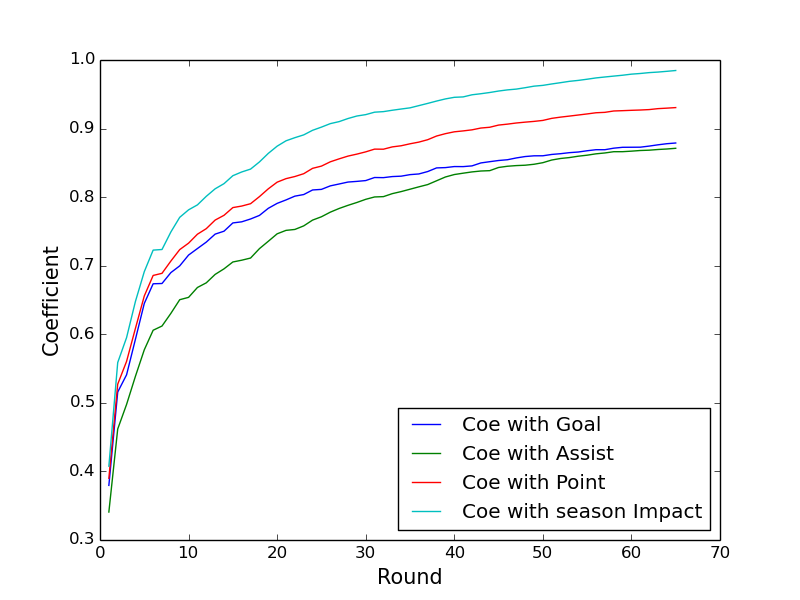 1.0
0.9
0.8
0.7
0.6
0.5
0.4
0.3
Coefficient
0 10 20 30 40 50 60 70
Round
Coe with Goal
Coe with Assist
Coe with Point
Coe with season Impact